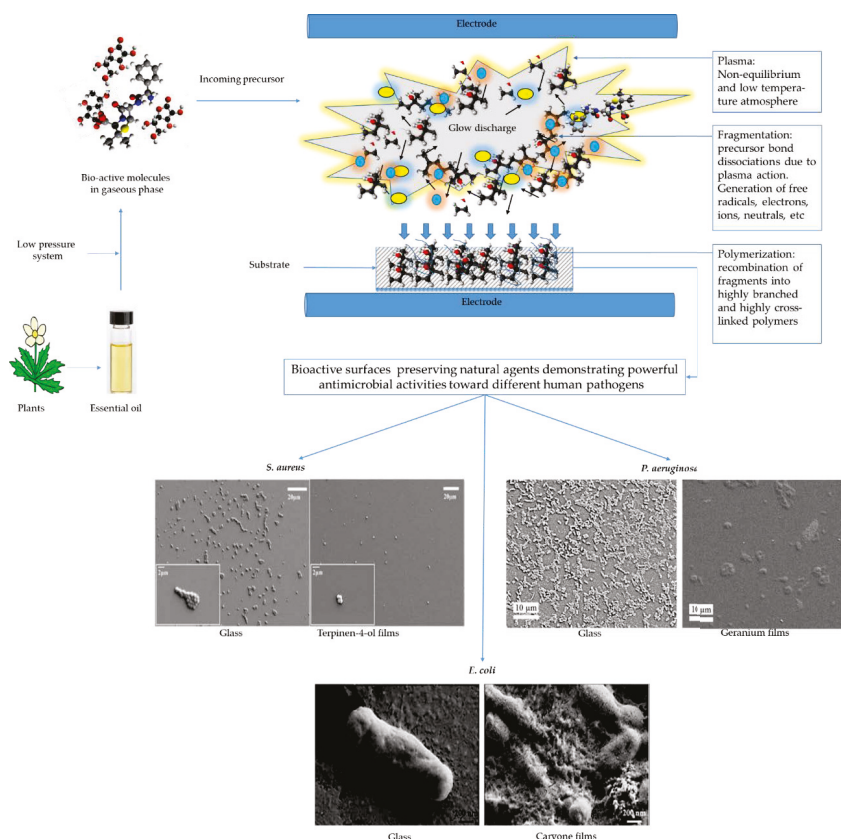 Electrode
Incoming precursor
Glow discharge
Plasma:
Non-equilibrium
and low tempera-
ture atmosphere
Fragmentation:
precursor bond
dissociations due to
plasma action.
Generation of free
radicals, electrons,
ions, neutrals, etc
Bio-active molecules
in gaseous phase
Low pressure
system
Substrate
Polymerization:
recombination of
fragments into
highly branched
and highly cross-
linked polymers
Electrode
Plants
Essential oil
Bioactive surfaces preserving natural agents demonstrating powerful
antimicrobial activities toward different human pathogens
S. aureus
P. aeruginosa
20µm
20µm
2µm
2µm
10 µm
10 µm
Glass
Terpinen-4-ol films
Glass
Geranium films
E. coli
200 nm
200 nm
Glass
Carvone films